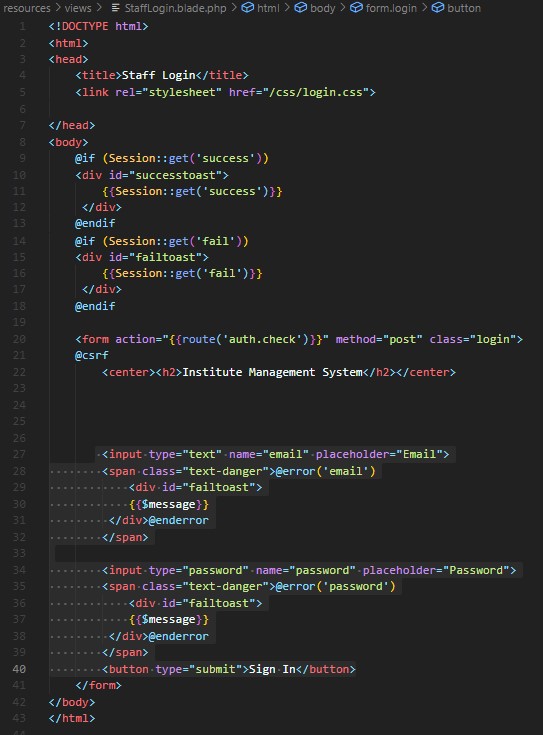 resources > views > StaffLogin.blade.php > html > body > form.login > button
1 <!DOCTYPE html>
2 <html>
3 <head>
4 <title>Staff Login</title>
5 <link rel="stylesheet" href="/css/login.css">
6
7 </head>
8 <body>
9 @if (Session::get('success'))
10 <div id="successtoast">
11 {{Session::get('success')}}
12 </div>
13 @endif
14 @if (Session::get('fail'))
15 <div id="failtoast">
16 {{Session::get('fail')}}
17 </div>
18 @endif
19
20 <form action="{{route('auth.check')}}" method="post" class="login">
21 @csrf
22 <center><h2>Institute Management System</h2></center>
23
24
25
26
27 <input type="text" name="email" placeholder="Email">
28 <span class="text-danger">@error('email')
29 <div id="failtoast">
30 {{$message}}
31 </div>@enderror
32 </span>
33
34 <input type="password" name="password" placeholder="Password">
35 <span class="text-danger">@error('password')
36 <div id="failtoast">
37 {{$message}}
38 </div>@enderror
39 </span>
40 <button type="submit">Sign In</button>
41 </form>
42 </body>
43 </html>
44